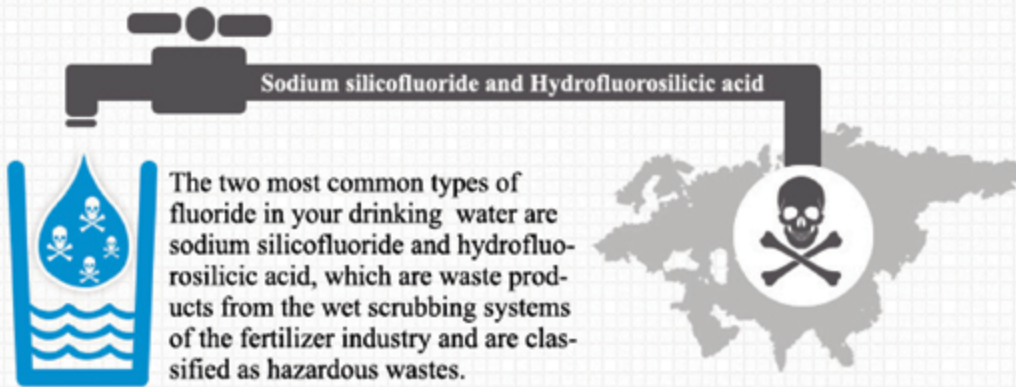 Sodium silicofluoride and Hydrofluorosilicic acid
The two most common types of
fluoride in your drinking water are
sodium silicofluoride and hydrofluo-
rosilicic acid, which are waste prod-
ucts from the wet scrubbing systems
of the fertilizer industry and are clas-
sified as hazardous wastes.